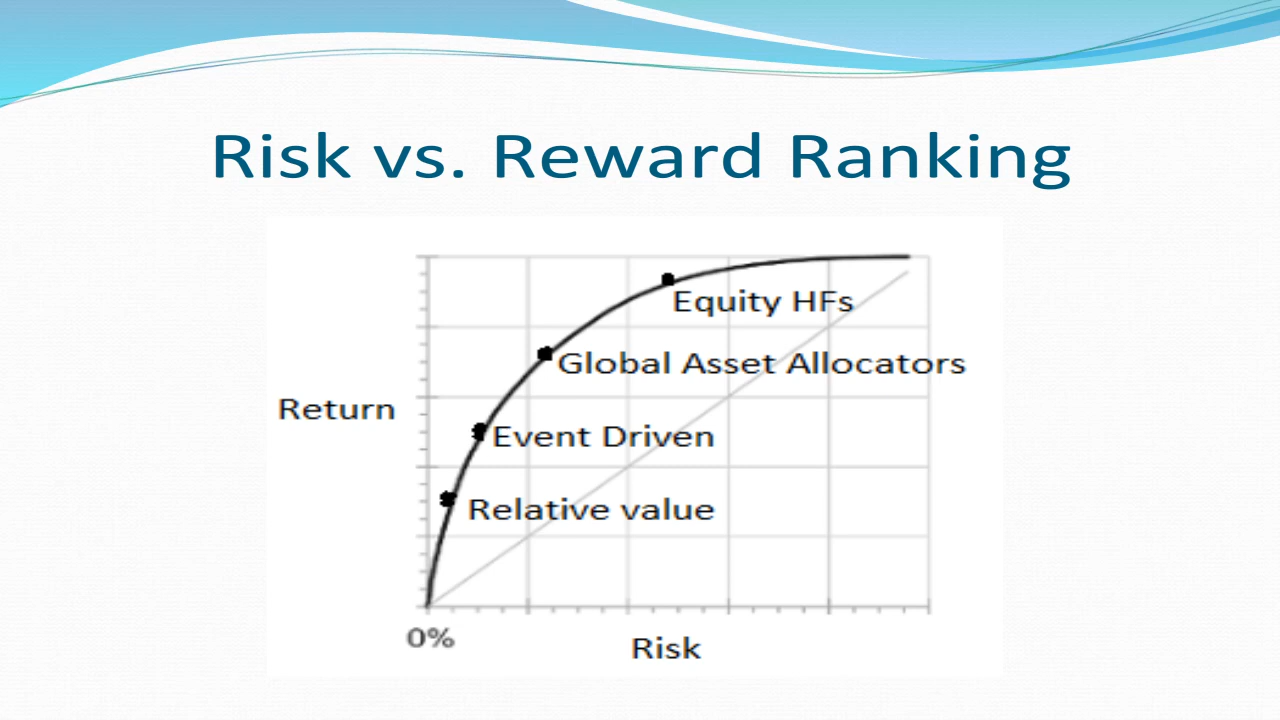 Risk vs. Reward Ranking
Equity HFs
Global Asset Allocators
Return
Event Driven
Relative value
0%
Risk